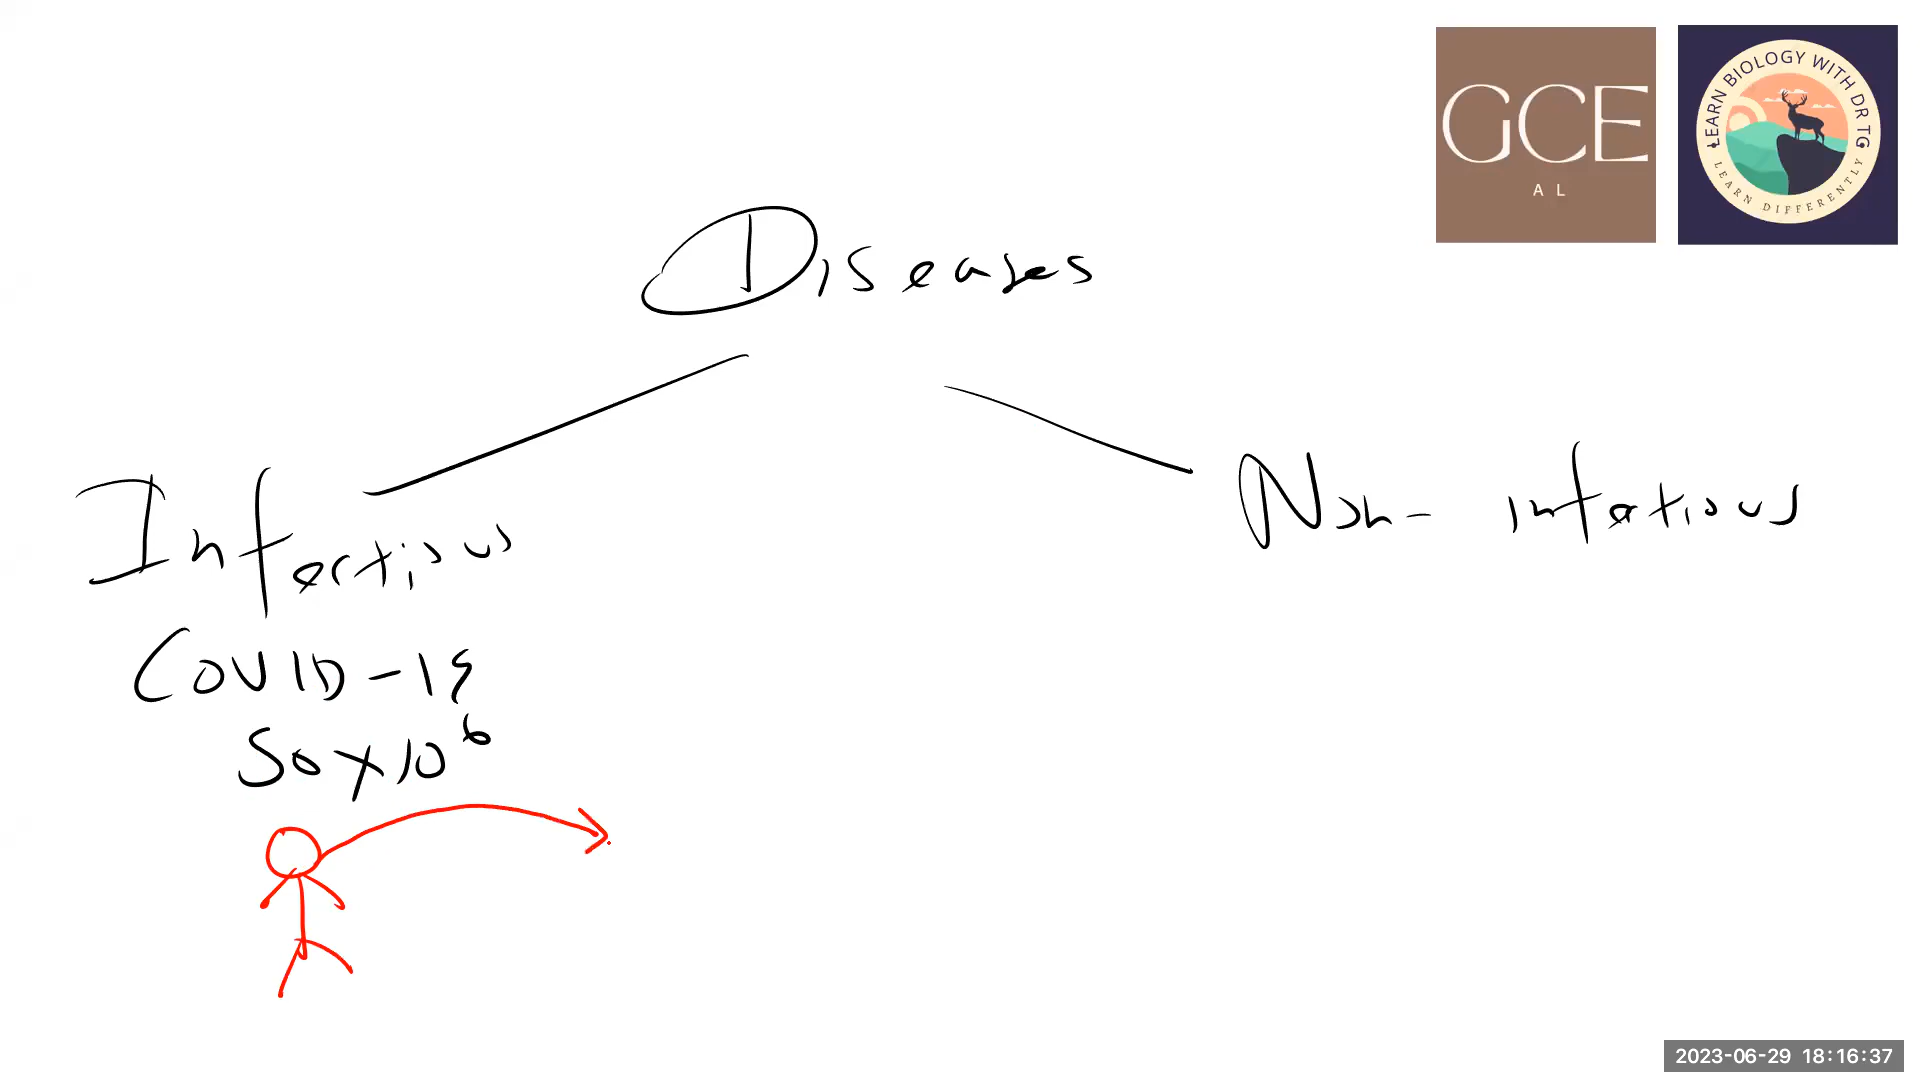 GCE
AL
LEARN BIOLOGY WITH DR TG
LEARN DIFFERENTLY
Diseases
Infectious
Non-infectious
COVID-19
50x10⁶
2023-06-29 18:16:37